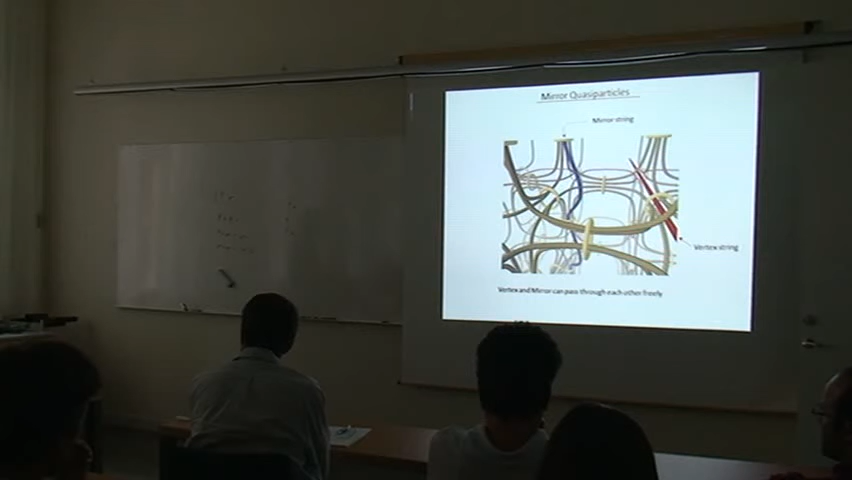 Mirror Quasiparticles
Mirror string
Vertex string
Vertex and Mirror can pass through each other freely